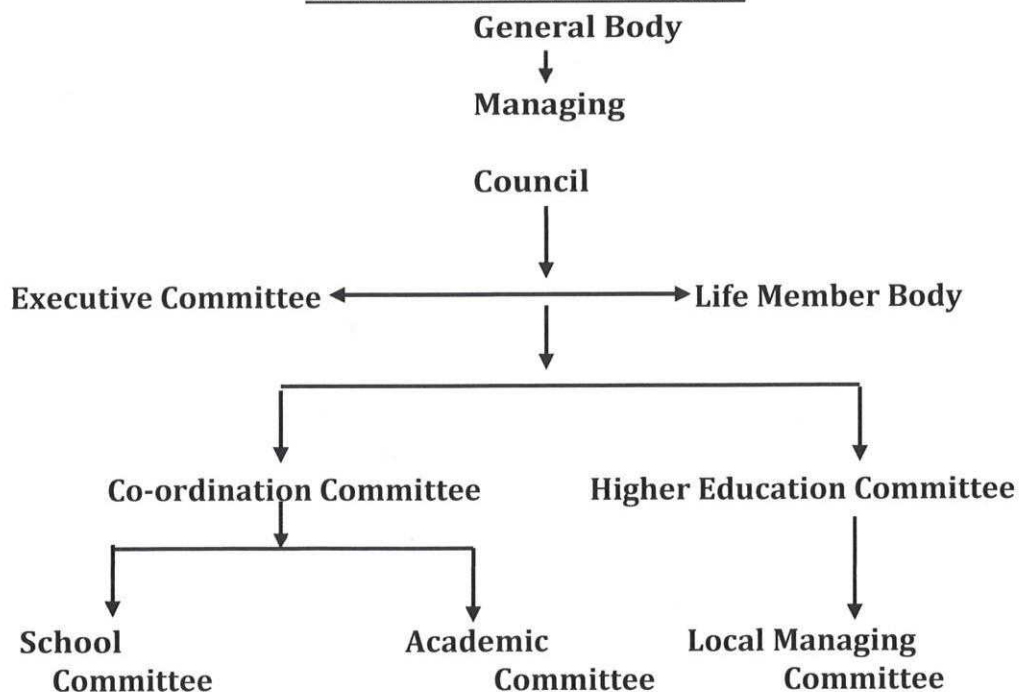 General Body
Managing
Council
Executive Committee
Life Member Body
Co-ordination Committee
Higher Education Committee
School
Committee
Academic
Committee
Local Managing
Committee